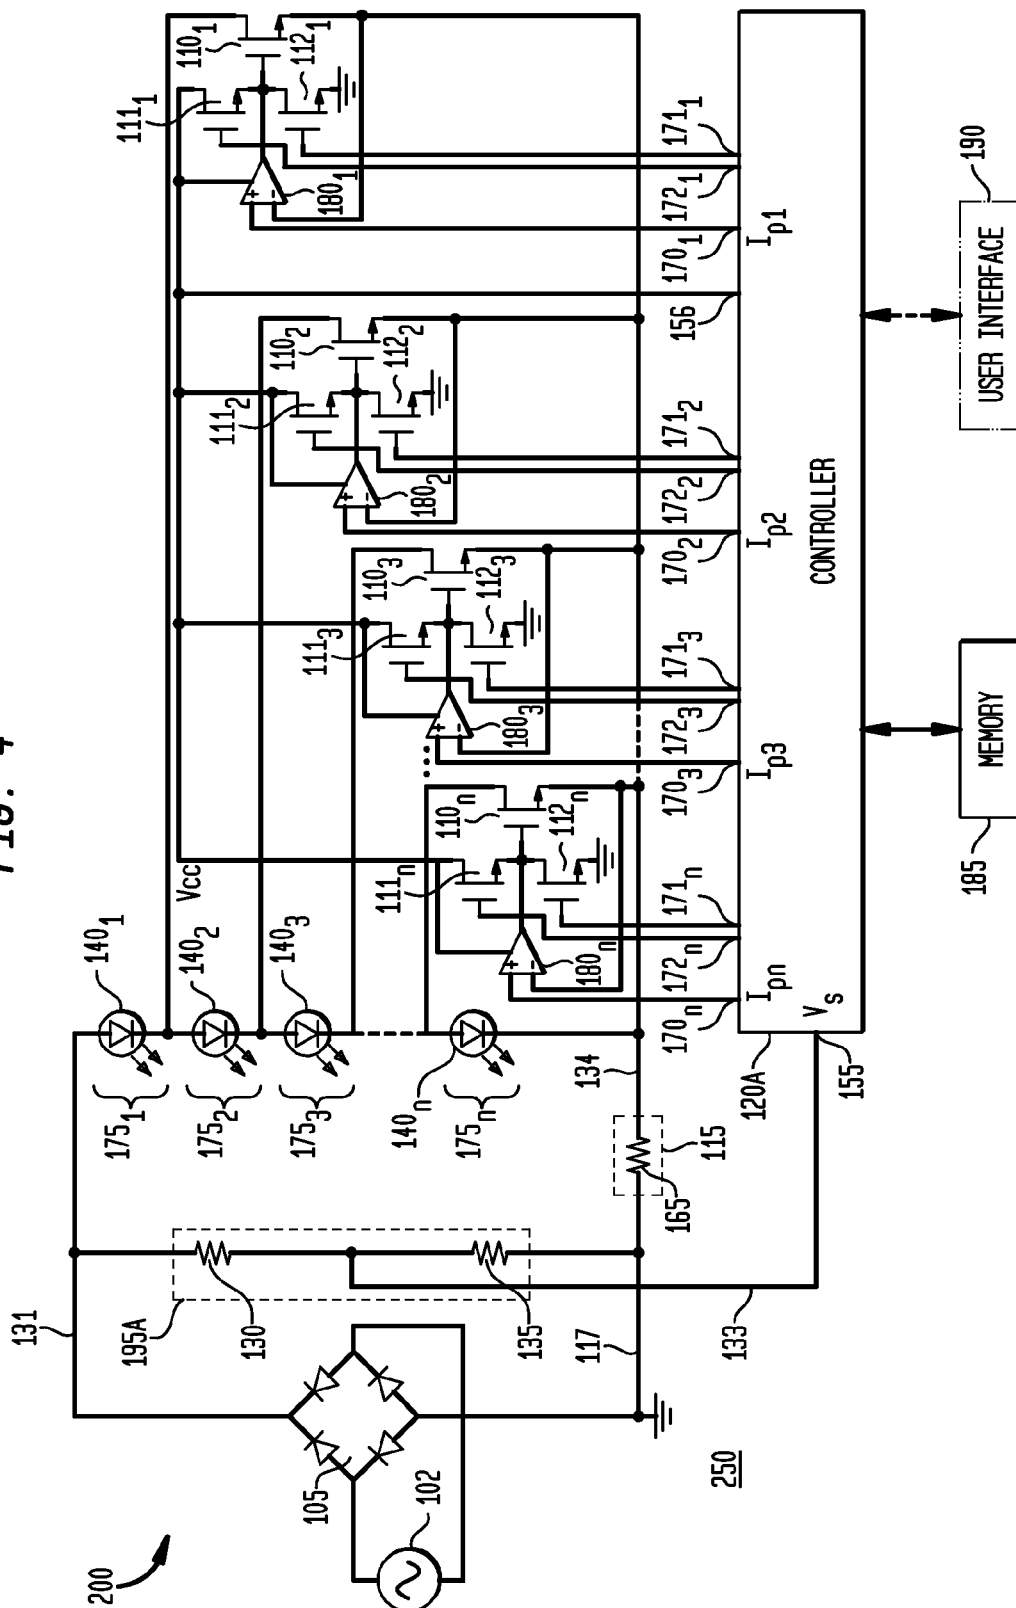 FIG. 4
200
250
102
105
131
195A
130
135
117
133
115
165
134
155
120A
175₁
175₂
175₃
175ₙ
140₁
140₂
140₃
140ₙ
Vcc
111ₙ
110ₙ
112ₙ
180ₙ
170ₙ
172ₙ
171ₙ
111₃
110₃
112₃
180₃
170₃
172₃
171₃
111₂
110₂
112₂
180₂
170₂
172₂
171₂
156
111₁
110₁
112₁
180₁
170₁
172₁
171₁
Vs
Ipn
Ip3
Ip2
Ip1
CONTROLLER
MEMORY
185
USER INTERFACE
190
+
-
+
-
+
-
+
-